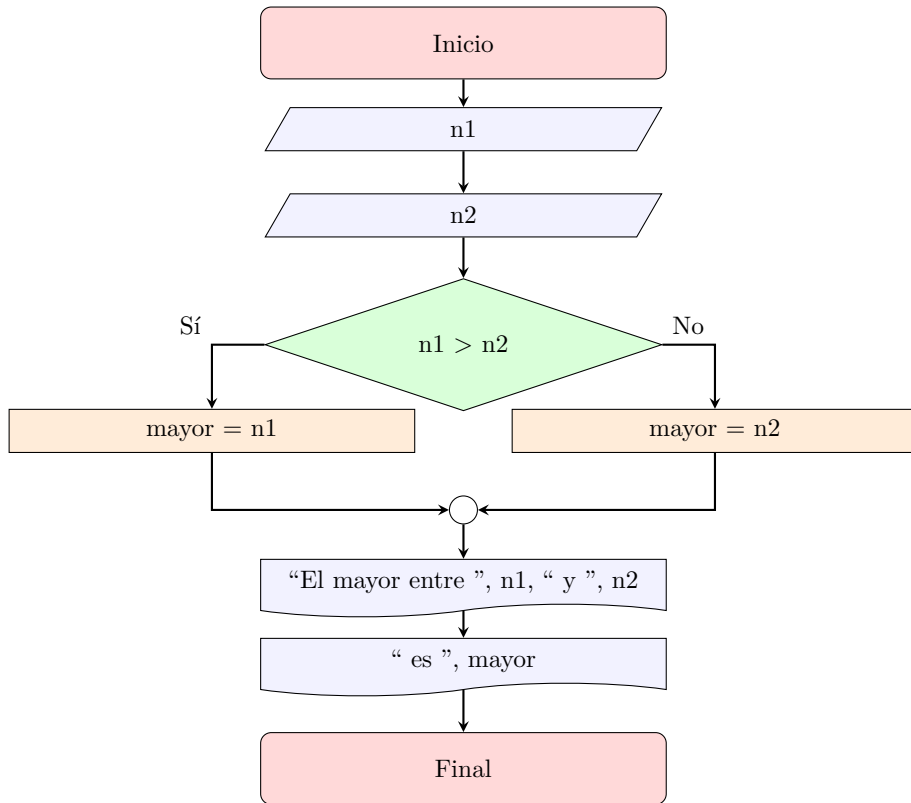 Inicio
n1
n2
Sí
n1 > n2
No
mayor = n1
mayor = n2
“El mayor entre ”, n1, “ y ”, n2
“ es ”, mayor
Final